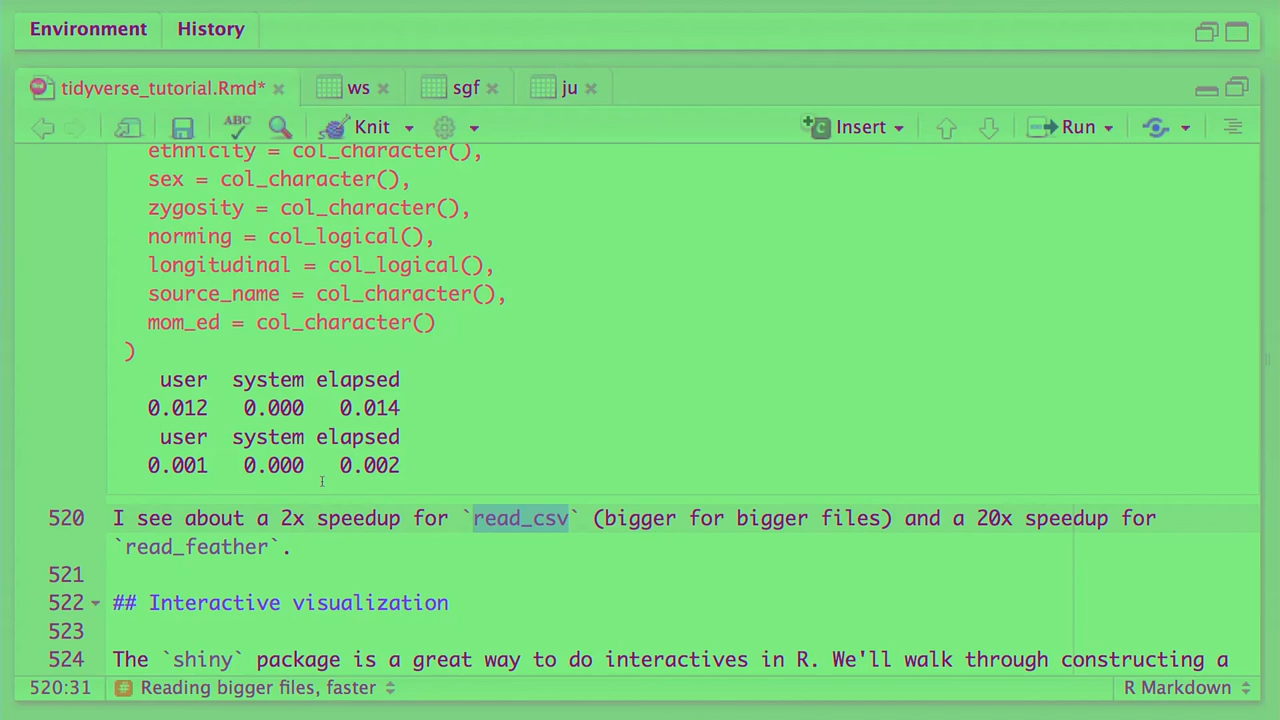 Environment History
tidyverse_tutorial.Rmd* ws sgf ju
ABC Knit Insert Run
ethnicity = col_character(),
sex = col_character(),
zygosity = col_character(),
norming = col_logical(),
longitudinal = col_logical(),
source_name = col_character(),
mom_ed = col_character()
)
user system elapsed
0.012 0.000 0.014
user system elapsed
0.001 0.000 0.002
520 I see about a 2x speedup for `read_csv` (bigger for bigger files) and a 20x speedup for
`read_feather`.
521
522 ## Interactive visualization
523
524 The `shiny` package is a great way to do interactives in R. We'll walk through constructing a
520:31 # Reading bigger files, faster R Markdown